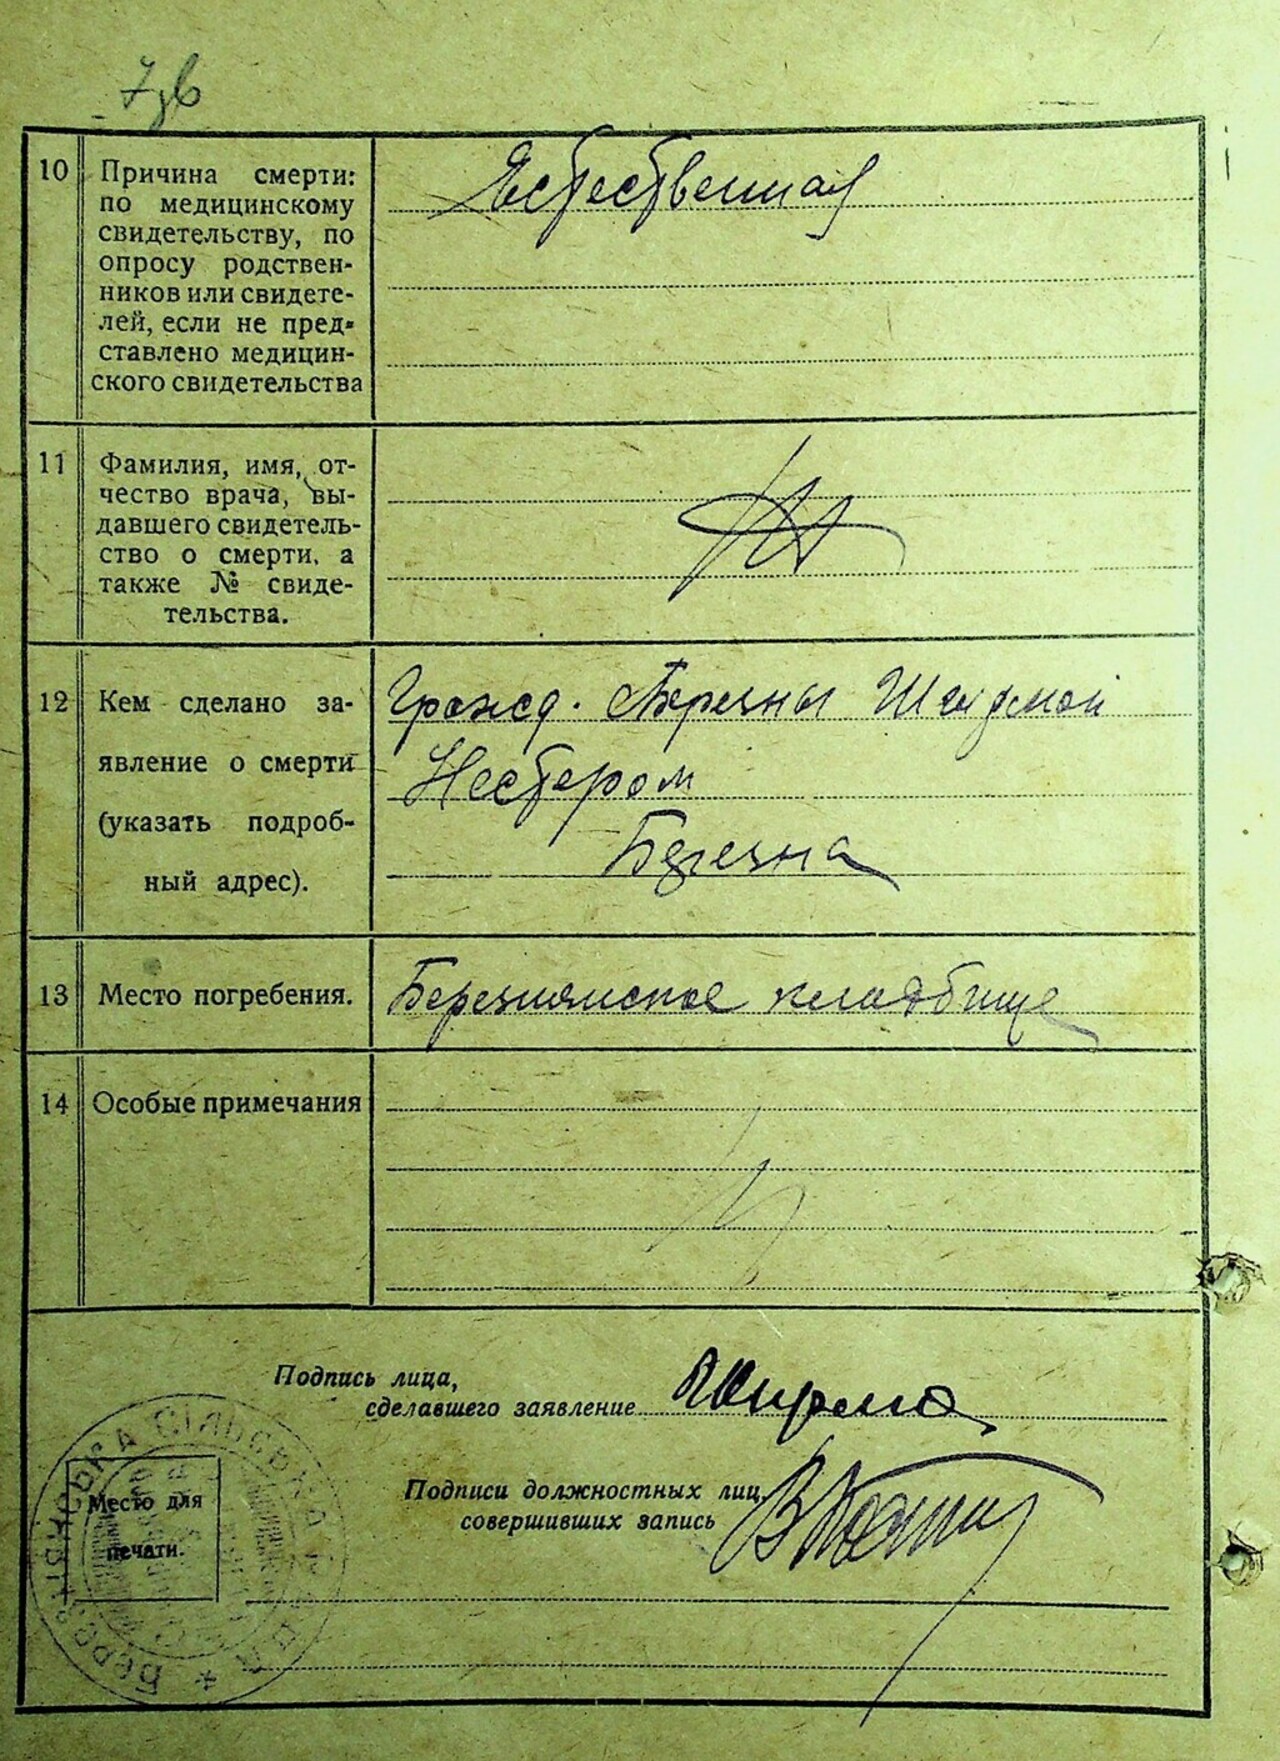 10 Причина смерти: Естественная
по медицинскому
свидетельству, по
опросу родствен-
ников или свидете-
лей, если не пред-
ставлено медицин-
ского свидетельства
11 Фамилия, имя, от-
чество врача, вы-
давшего свидетель-
ство о смерти, а
также № свиде-
тельства.
12 Кем сделано за- Гражд.
явление о смерти Нестером
(указать подроб- Березна
ный адрес).
13 Место погребения. Березнянское кладбище
14 Особые примечания
Подпись лица,
сделавшего заявление
Подписи должностных лиц,
совершивших запись
Место для
печати.
СІЛЬСЬКА РАДА